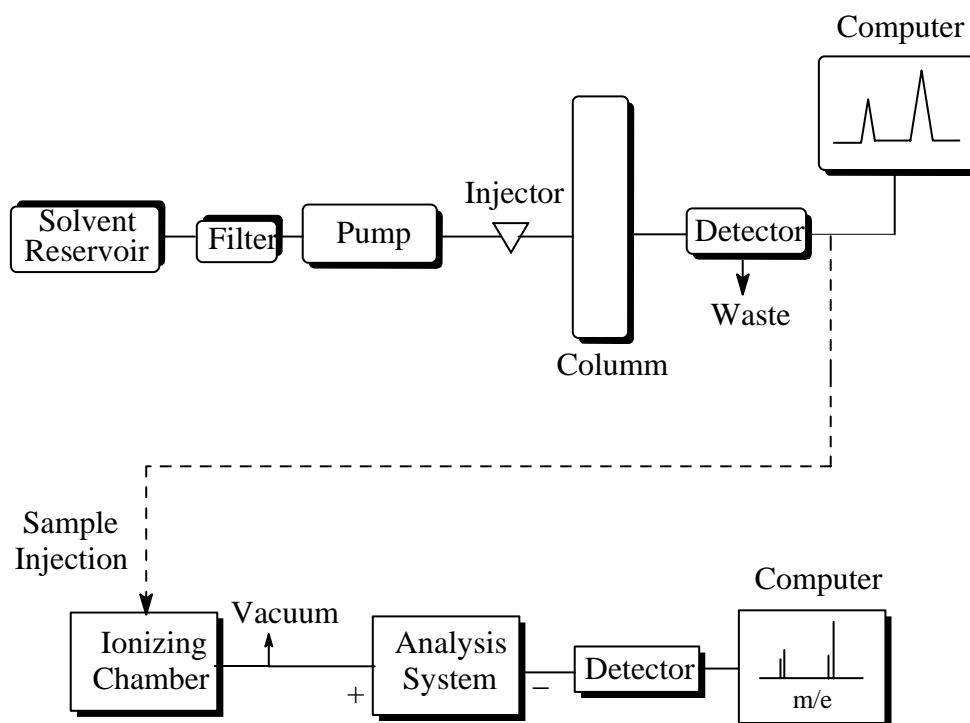 Computer
Injector
Solvent
Reservoir
Filter
Pump
Detector
Waste
Columm
Sample
Injection
Computer
Vacuum
Ionizing
Chamber
+
Analysis
System
−
Detector
m/e